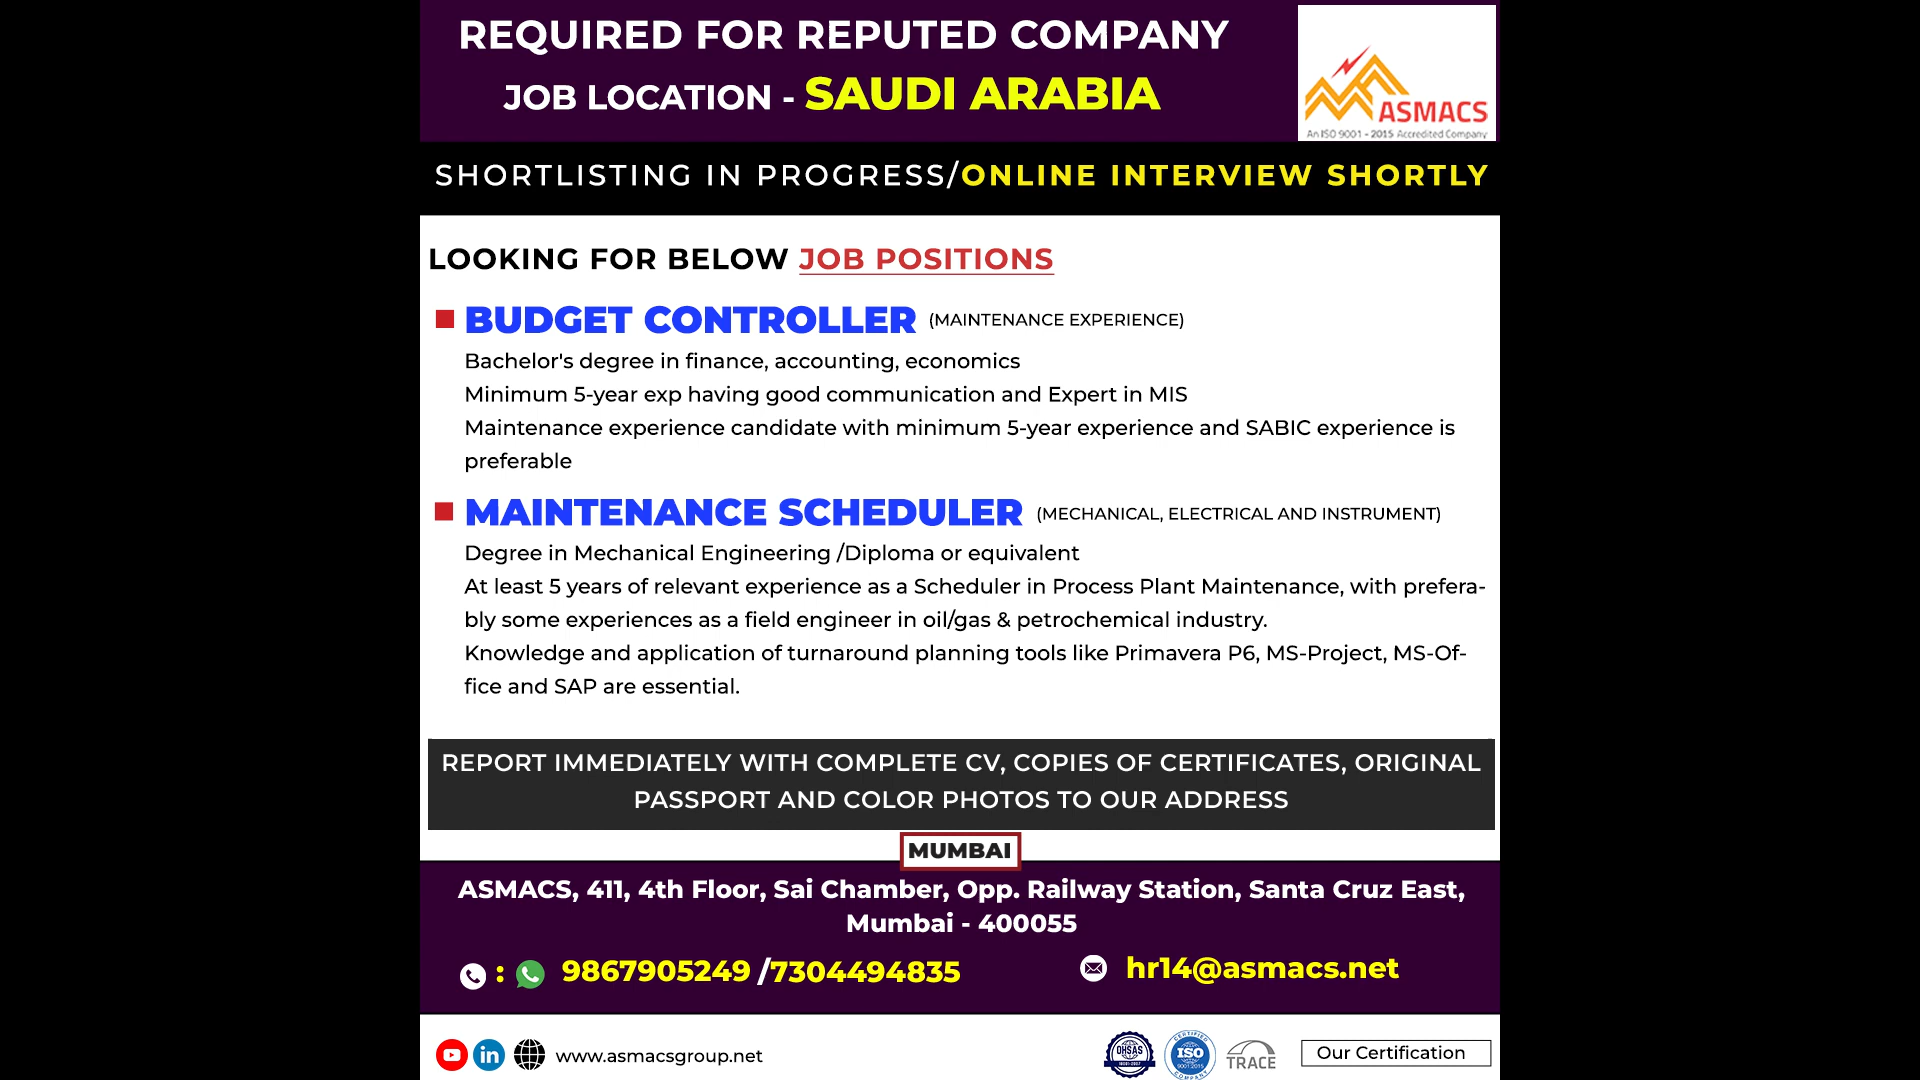 REQUIRED FOR REPUTED COMPANY
JOB LOCATION - SAUDI ARABIA
ASMACS
An ISO 9001 - 2015 Accredited Company
SHORTLISTING IN PROGRESS/ONLINE INTERVIEW SHORTLY
LOOKING FOR BELOW JOB POSITIONS
BUDGET CONTROLLER (MAINTENANCE EXPERIENCE)
Bachelor's degree in finance, accounting, economics
Minimum 5-year exp having good communication and Expert in MIS
Maintenance experience candidate with minimum 5-year experience and SABIC experience is
preferable
MAINTENANCE SCHEDULER (MECHANICAL, ELECTRICAL AND INSTRUMENT)
Degree in Mechanical Engineering /Diploma or equivalent
At least 5 years of relevant experience as a Scheduler in Process Plant Maintenance, with prefera-
bly some experiences as a field engineer in oil/gas & petrochemical industry.
Knowledge and application of turnaround planning tools like Primavera P6, MS-Project, MS-Of-
fice and SAP are essential.
REPORT IMMEDIATELY WITH COMPLETE CV, COPIES OF CERTIFICATES, ORIGINAL
PASSPORT AND COLOR PHOTOS TO OUR ADDRESS
MUMBAI
ASMACS, 411, 4th Floor, Sai Chamber, Opp. Railway Station, Santa Cruz East,
Mumbai - 400055
: 9867905249 /7304494835
hr14@asmacs.net
in
www.asmacsgroup.net
OHSAS
CERTIFIED
ISO
9001:2015
COMPANY
TRACE
Our Certification